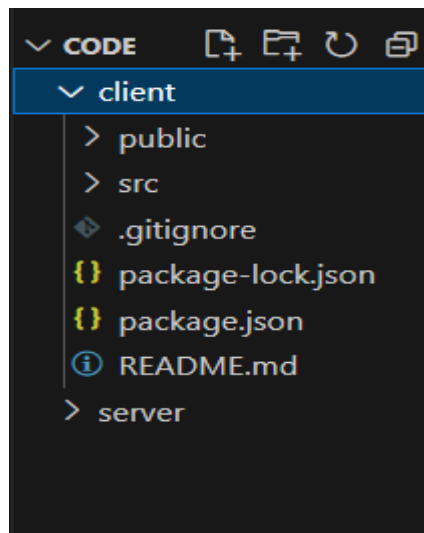 CODE
client
public
src
.gitignore
package-lock.json
package.json
README.md
server